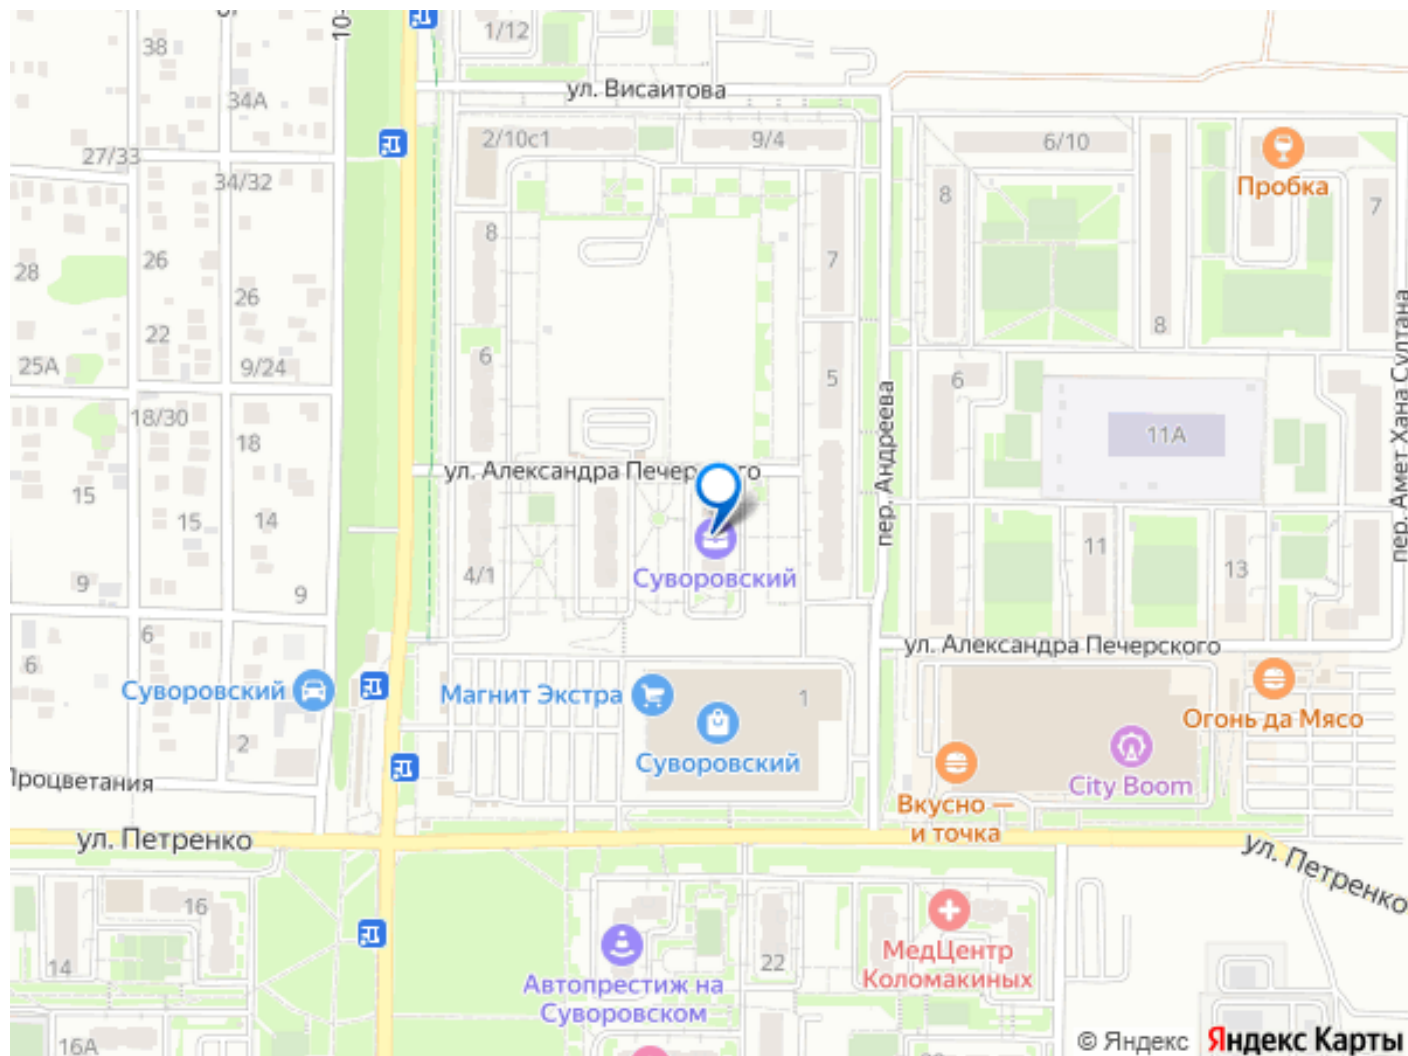 1/12
38
10-
34А
ул. Висаитова
2/10с1
9/4
6/10
27/33
34/32
Пробка
8
7
8
28
26
7
26
22
8
пер. Амет-Хана Султана
25А
9/24
6
5
6
пер. Андреева
18/30
18
11А
ул. Александра Печерского
15
15
14
11
13
9
9
4/1
Суворовский
6
6
ул. Александра Печерского
Суворовский
Магнит Экстра
1
Огонь да Мясо
2
Суворовский
City Boom
Процветания
Вкусно —
и точка
ул. Петренко
ул. Петренко
16
МедЦентр
Коломакиных
14
22
Автопрестиж на
Суворовском
16А
© Яндекс Яндекс Карты